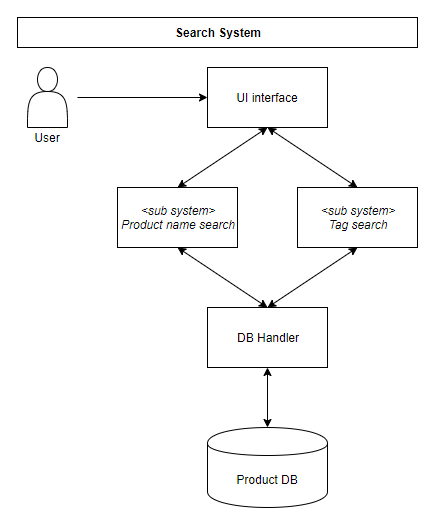 Search System
UI interface
User
<sub system>
Product name search
<sub system>
Tag search
DB Handler
Product DB